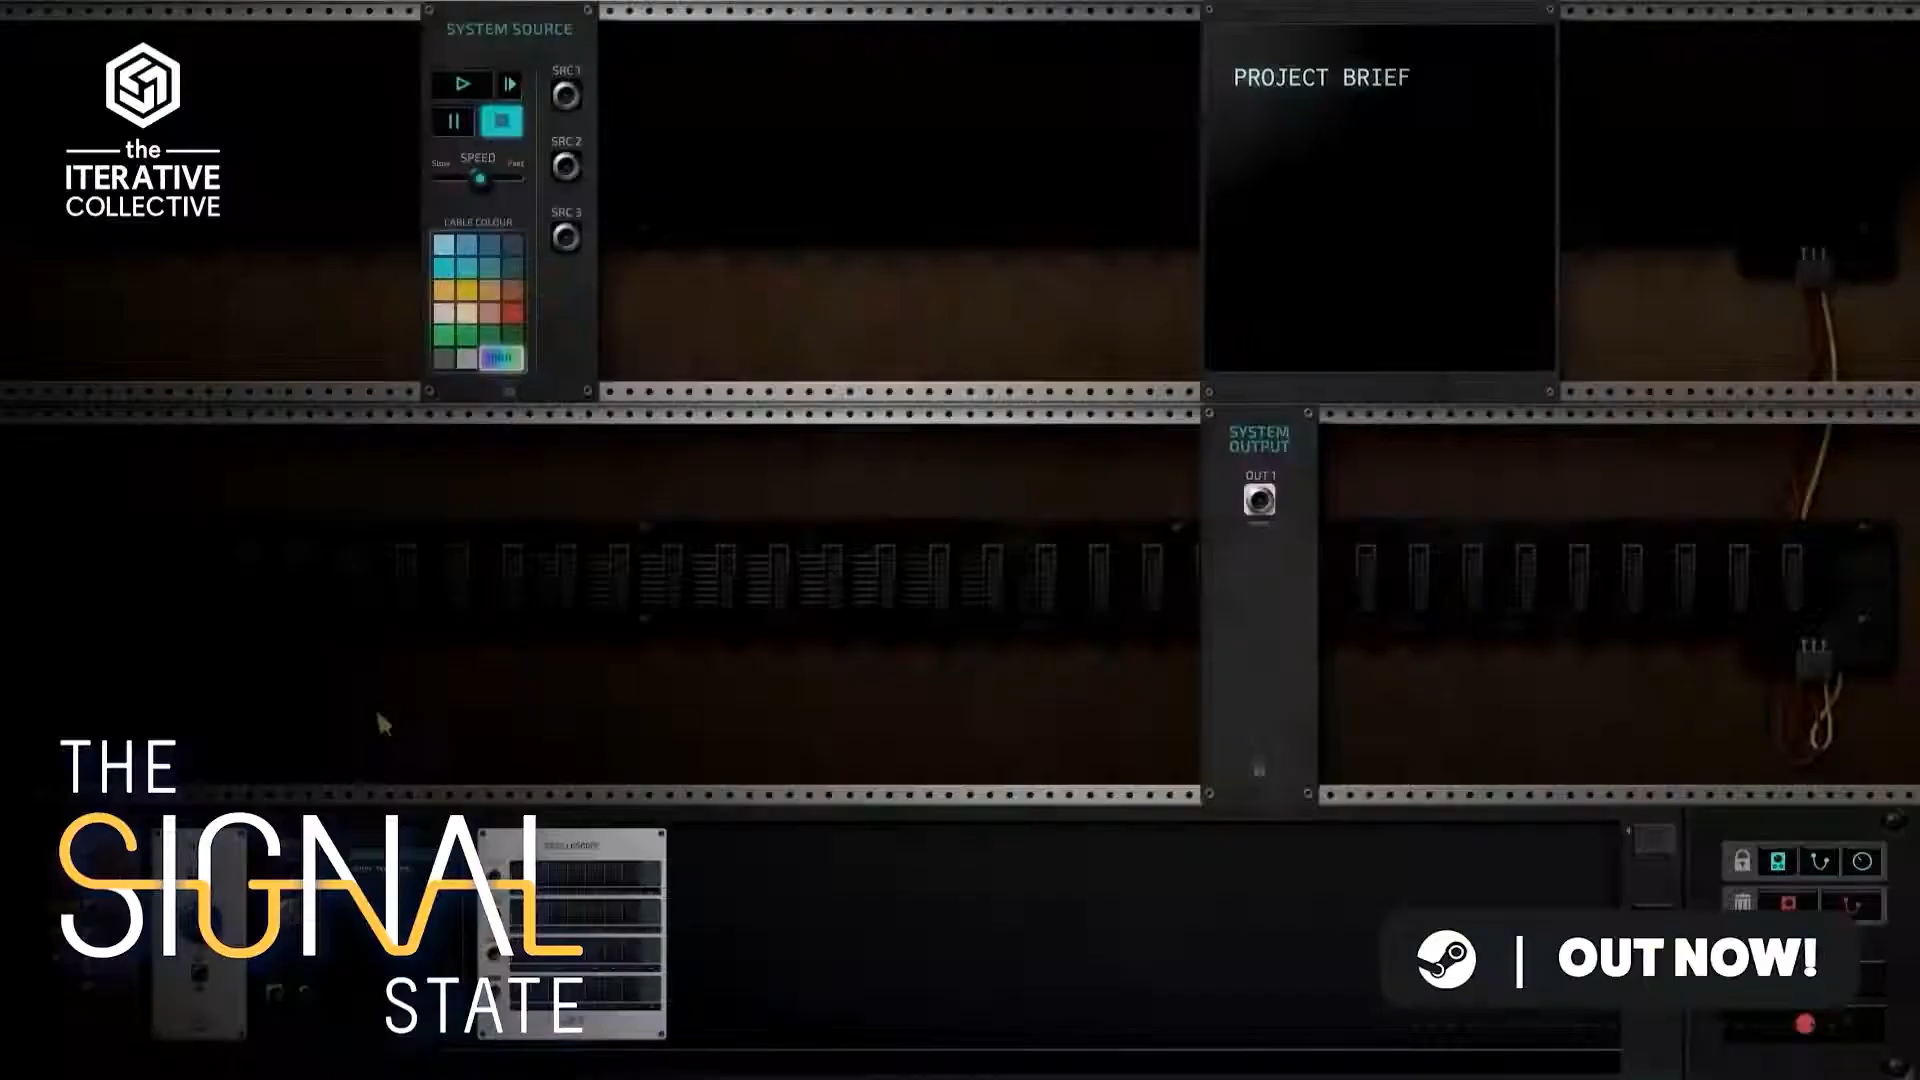 the
ITERATIVE
COLLECTIVE
SYSTEM SOURCE
SRC 1
SRC 2
Slow SPEED Fast
CABLE COLOUR
SRC 3
PROJECT BRIEF
SYSTEM
OUTPUT
OUT 1
THE
SIGNAL
STATE
OSCILLOSCOPE
| OUT NOW!